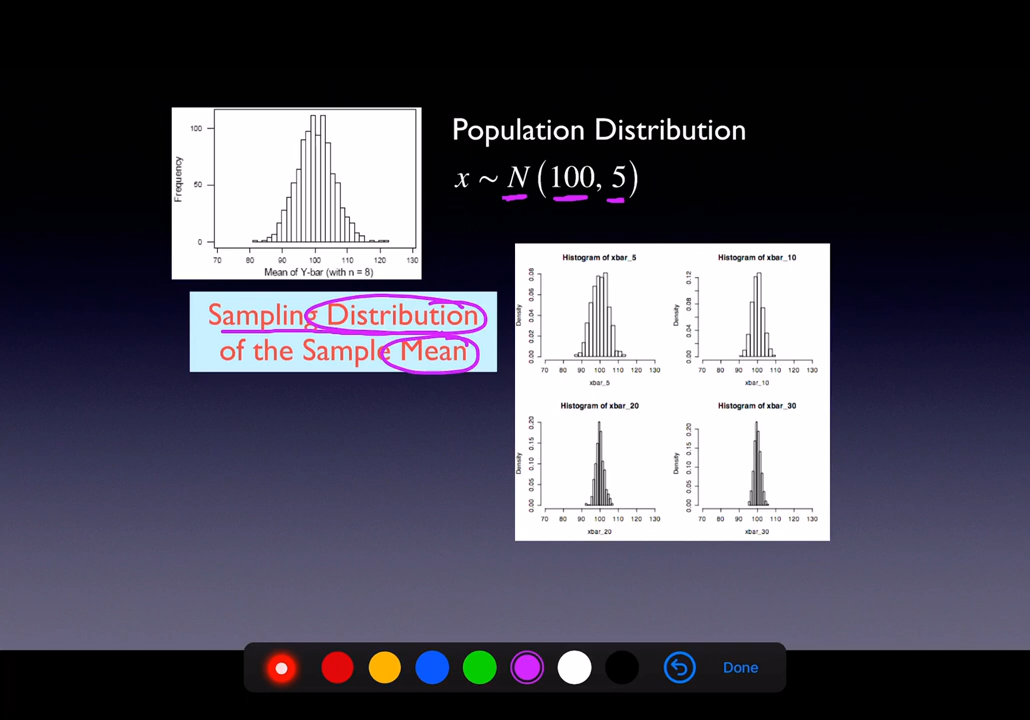 Population Distribution
x ~ N (100, 5)
100
50
0
Frequency
70 80 90 100 110 120 130
Mean of Y-bar (with n = 8)
Sampling Distribution
of the Sample Mean
Histogram of xbar_5
0.08
0.06
0.04
0.02
0.00
Density
70 80 90 100 110 120 130
xbar_5
Histogram of xbar_10
0.12
0.08
0.04
0.00
Density
70 80 90 100 110 120 130
xbar_10
Histogram of xbar_20
0.20
0.15
0.10
0.05
0.00
Density
70 80 90 100 110 120 130
xbar_20
Histogram of xbar_30
0.20
0.15
0.10
0.05
0.00
Density
70 80 90 100 110 120 130
xbar_30
Done